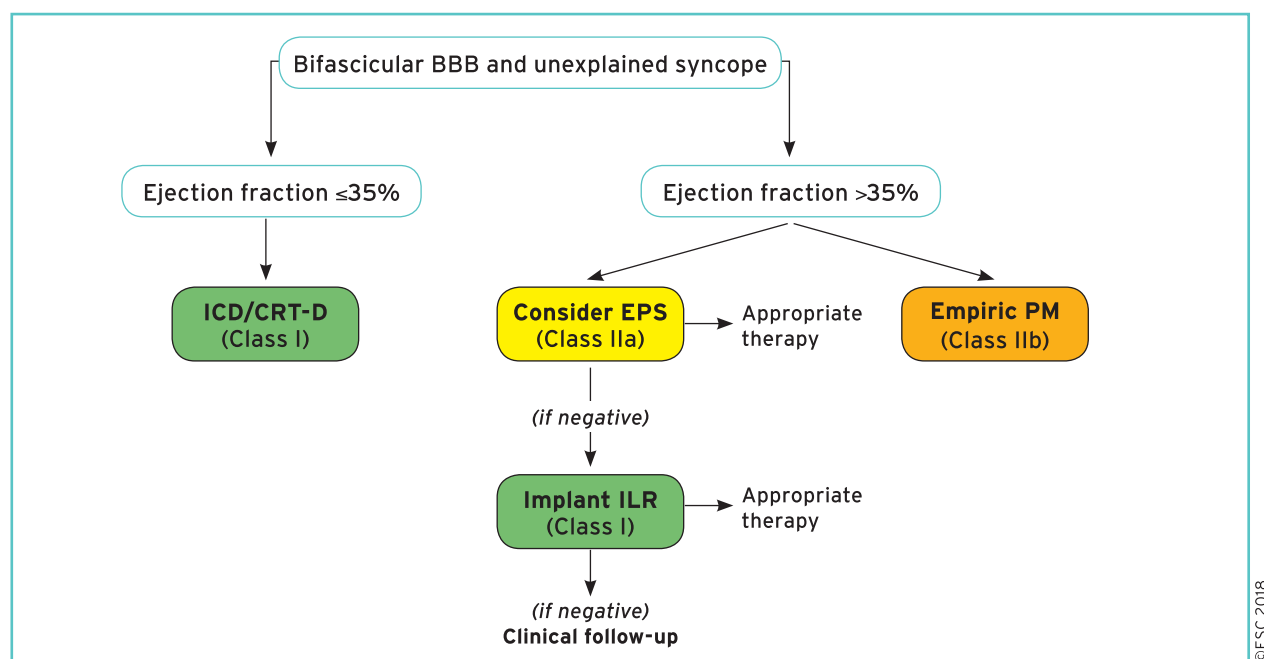 Bifascicular BBB and unexplained syncope
Ejection fraction ≤35%
Ejection fraction >35%
ICD/CRT-D
(Class I)
Consider EPS
(Class IIa)
Appropriate
therapy
Empiric PM
(Class IIb)
(if negative)
Implant ILR
(Class I)
Appropriate
therapy
(if negative)
Clinical follow-up
©ESC 2018